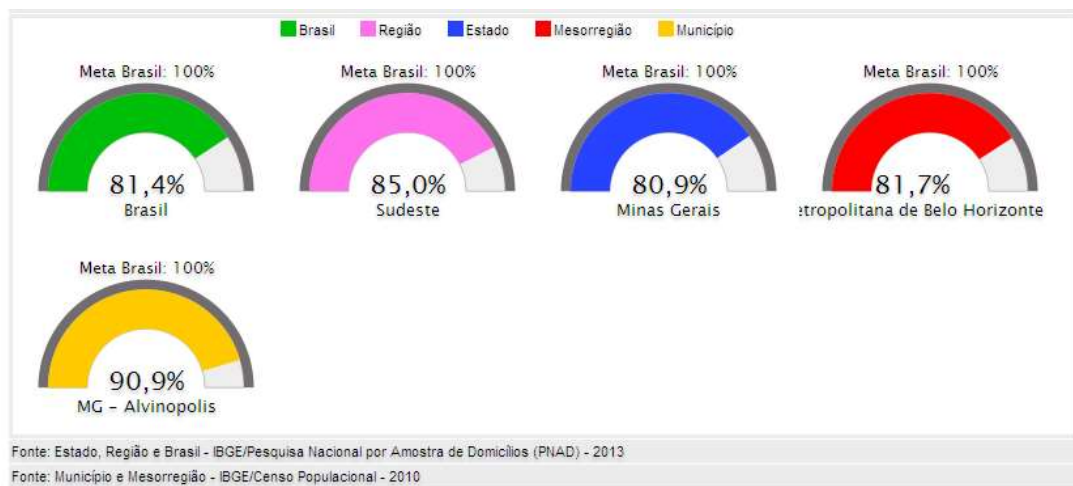 Brasil Região Estado Mesorregião Município
Meta Brasil: 100% Meta Brasil: 100% Meta Brasil: 100% Meta Brasil: 100%
81,4% 85,0% 80,9% 81,7%
Brasil Sudeste Minas Gerais etropolitana de Belo Horizonte
Meta Brasil: 100%
90,9%
MG - Alvinopolis
Fonte: Estado, Região e Brasil - IBGE/Pesquisa Nacional por Amostra de Domicílios (PNAD) - 2013
Fonte: Município e Mesorregião - IBGE/Censo Populacional - 2010